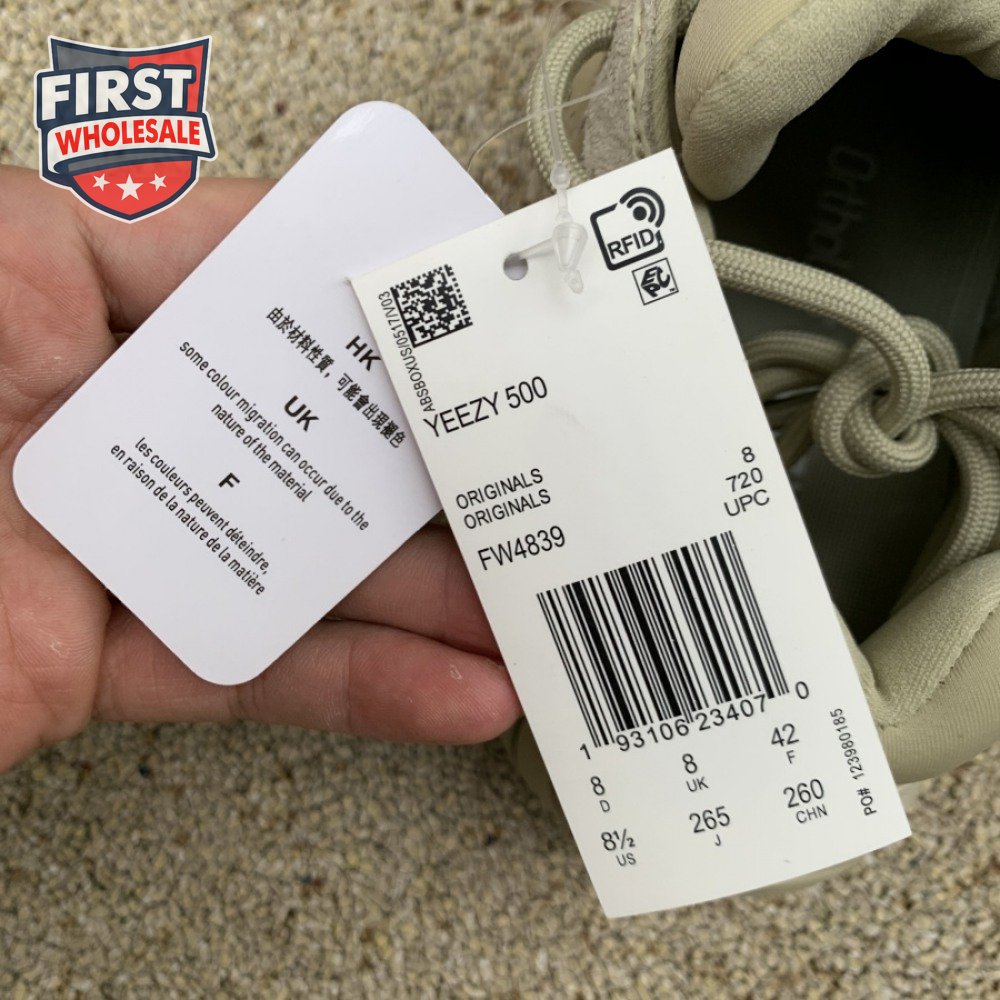 FIRST
WHOLESALE
HK
由於材料性質，可能會出現褪色
UK
some colour migration can occur due to the
nature of the material
F
les couleurs peuvent déteindre,
en raison de la nature de la matière
RFID
EPC
ABSBOXUS/0517/V03
YEEZY 500
ORIGINALS
ORIGINALS
8
720
UPC
FW4839
1 93106 23407 0
8
D
8
UK
42
F
8½
US
265
J
260
CHN
PO# 123980185
Ortho